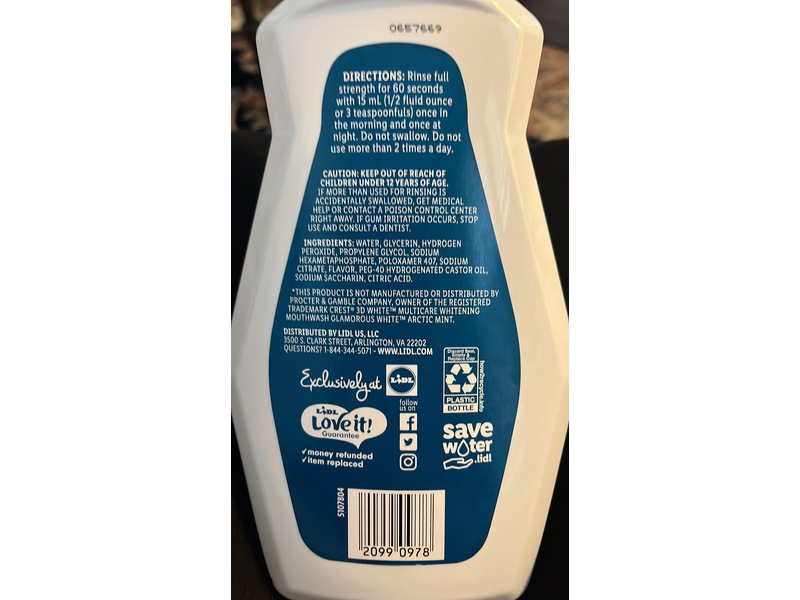 0657669
DIRECTIONS: Rinse full
strength for 60 seconds
with 15 mL (1/2 fluid ounce
or 3 teaspoonfuls) once in
the morning and once at
night. Do not swallow. Do not
use more than 2 times a day.
CAUTION: KEEP OUT OF REACH OF
CHILDREN UNDER 12 YEARS OF AGE.
IF MORE THAN USED FOR RINSING IS
ACCIDENTALLY SWALLOWED, GET MEDICAL
HELP OR CONTACT A POISON CONTROL CENTER
RIGHT AWAY. IF GUM IRRITATION OCCURS, STOP
USE AND CONSULT A DENTIST.
INGREDIENTS: WATER, GLYCERIN, HYDROGEN
PEROXIDE, PROPYLENE GLYCOL, SODIUM
HEXAMETAPHOSPHATE, POLOXAMER 407, SODIUM
CITRATE, FLAVOR, PEG-40 HYDROGENATED CASTOR OIL,
SODIUM SACCHARIN, CITRIC ACID.
*THIS PRODUCT IS NOT MANUFACTURED OR DISTRIBUTED BY
PROCTER & GAMBLE COMPANY, OWNER OF THE REGISTERED
TRADEMARK CREST® 3D WHITE™ MULTICARE WHITENING
MOUTHWASH GLAMOROUS WHITE™ ARCTIC MINT.
DISTRIBUTED BY LIDL US, LLC
3500 S. CLARK STREET, ARLINGTON, VA 22202
QUESTIONS? 1-844-344-5071 - WWW.LIDL.COM
Exclusively at LIDL
LIDL
Love it!
Guarantee
✓money refunded
✓item replaced
follow
us on
Discard Seal,
Empty &
Replace Cap
PLASTIC
BOTTLE
how2recycle.info
save
water
.lidl
5107804
2099 0978